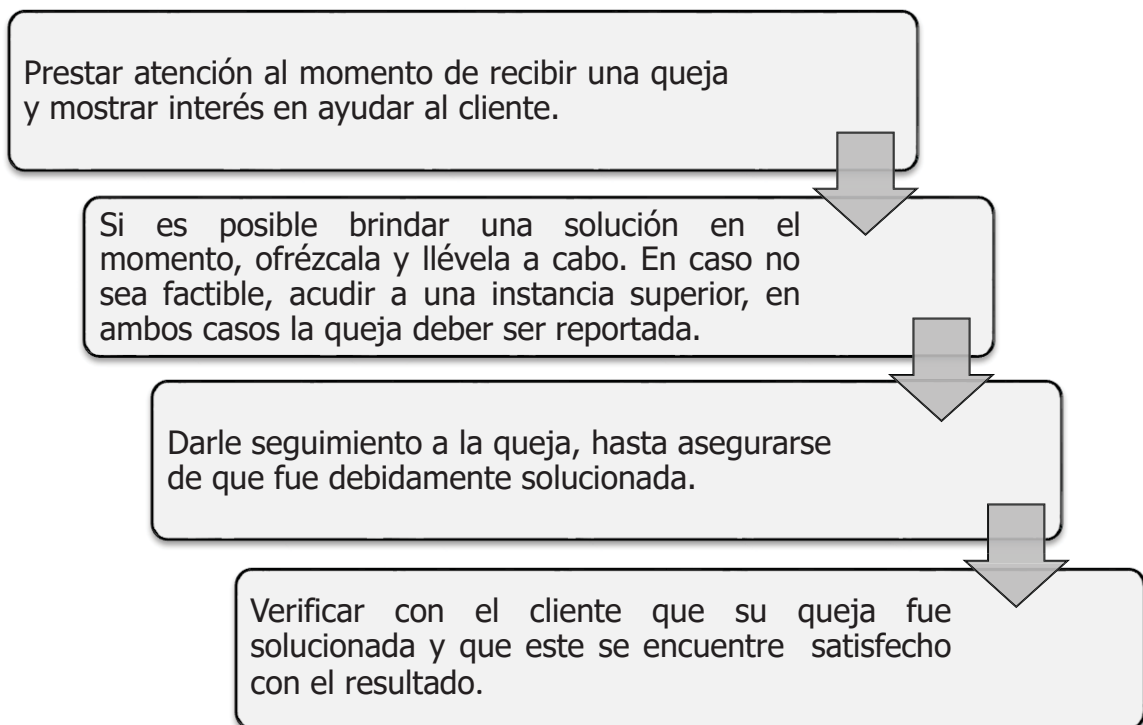 Prestar atención al momento de recibir una queja
y mostrar interés en ayudar al cliente.
Si es posible brindar una solución en el
momento, ofrézcala y llévela a cabo. En caso no
sea factible, acudir a una instancia superior, en
ambos casos la queja deber ser reportada.
Darle seguimiento a la queja, hasta asegurarse
de que fue debidamente solucionada.
Verificar con el cliente que su queja fue
solucionada y que este se encuentre satisfecho
con el resultado.